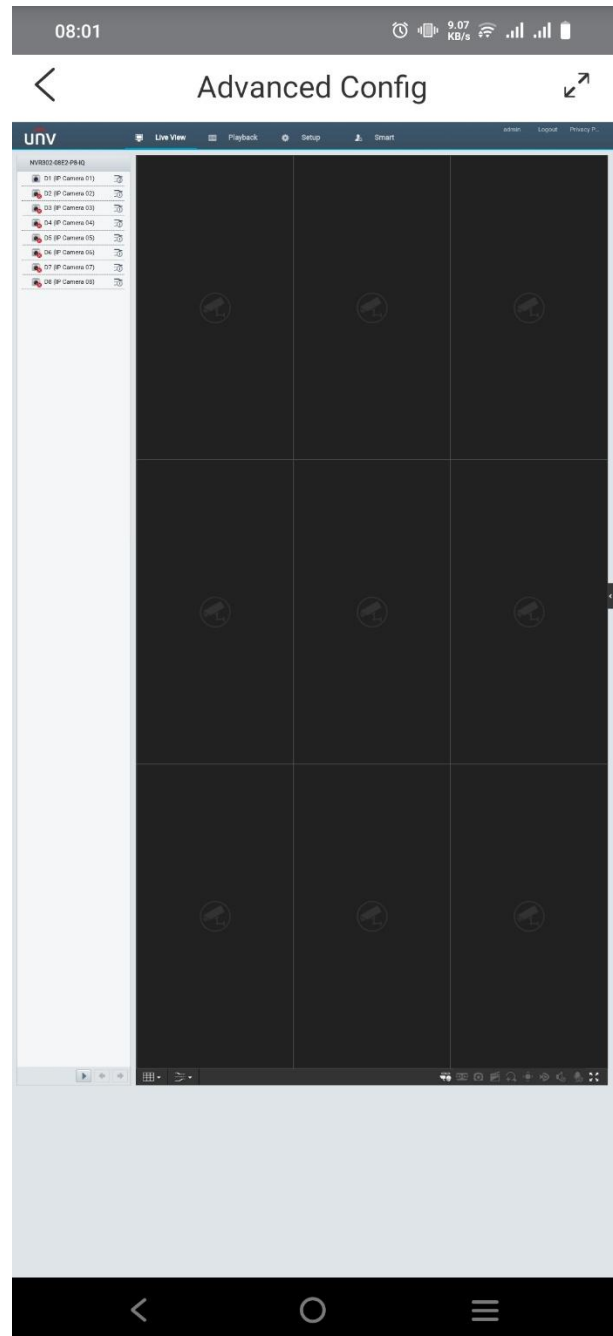 08:01
9.07 KB/s
Advanced Config
unv
Live View
Playback
Setup
Smart
admin
Logout
Privacy P...
NVR302-08E2-P8-IQ
D1 (IP Camera 01)
D2 (IP Camera 02)
D3 (IP Camera 03)
D4 (IP Camera 04)
D5 (IP Camera 05)
D6 (IP Camera 06)
D7 (IP Camera 07)
D8 (IP Camera 08)